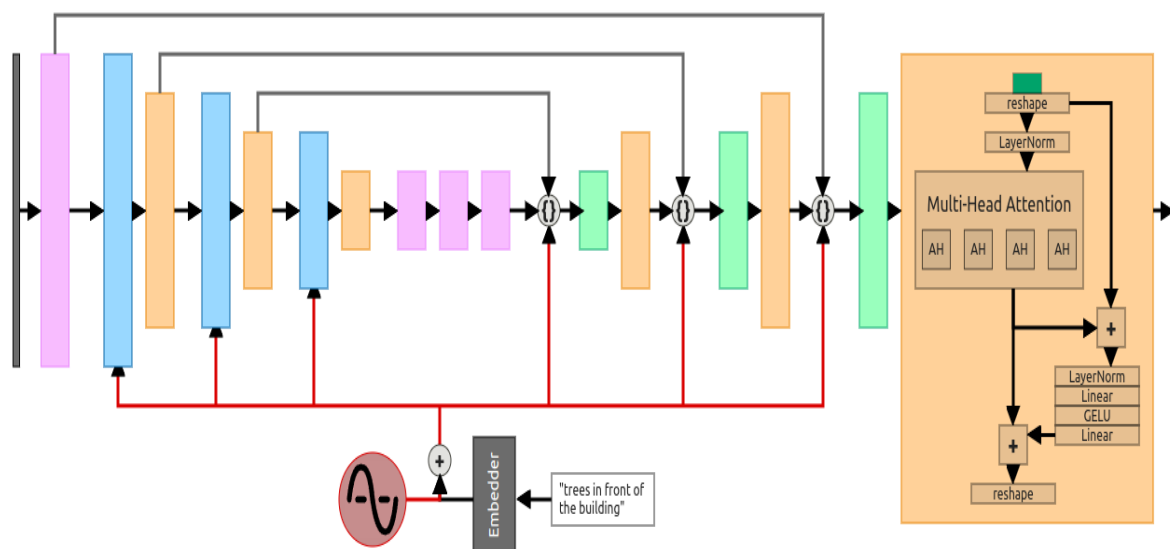 reshape
LayerNorm
Multi-Head Attention
AH AH AH AH
{} {} {}
+
LayerNorm
Linear
GELU
Linear
+
reshape
+
Embedder
"trees in front of
the building"